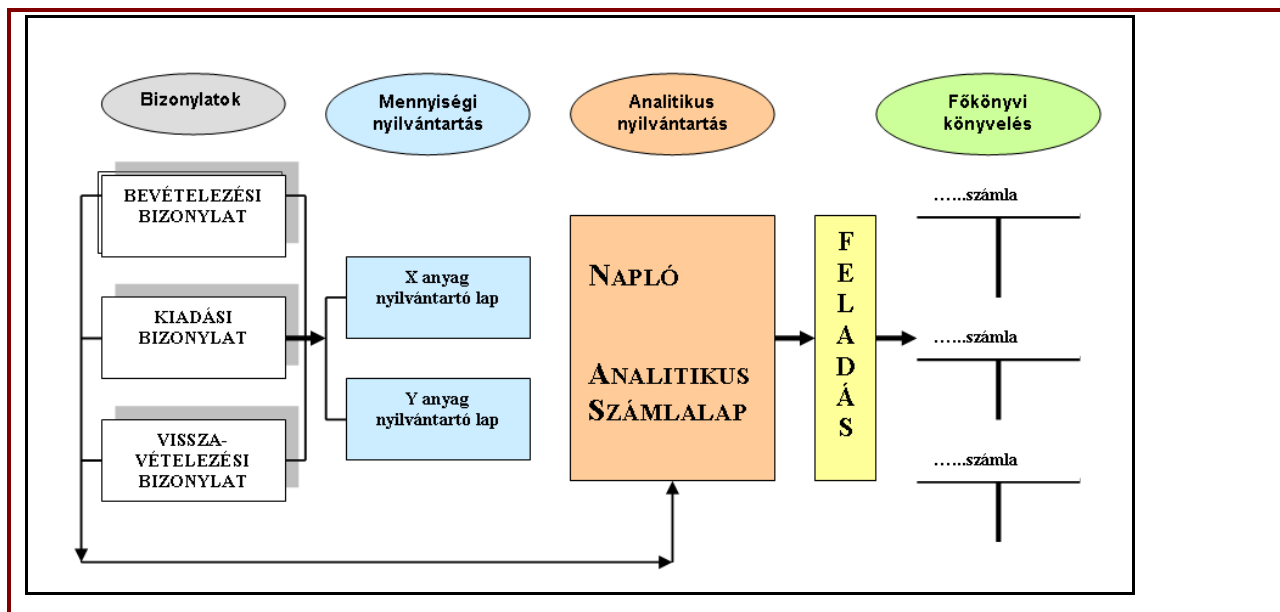 Bizonylatok
Mennyiségi
nyilvántartás
Analitikus
nyilvántartás
Főkönyvi
könyvelés
BEVÉTELEZÉSI
BIZONYLAT
KIADÁSI
BIZONYLAT
VISSZA-
VÉTELEZÉSI
BIZONYLAT
X anyag
nyilvántartó lap
Y anyag
nyilvántartó lap
NAPLÓ
ANALITIKUS
SZÁMLALAP
F
E
L
A
D
Á
S
……számla
……számla
……számla